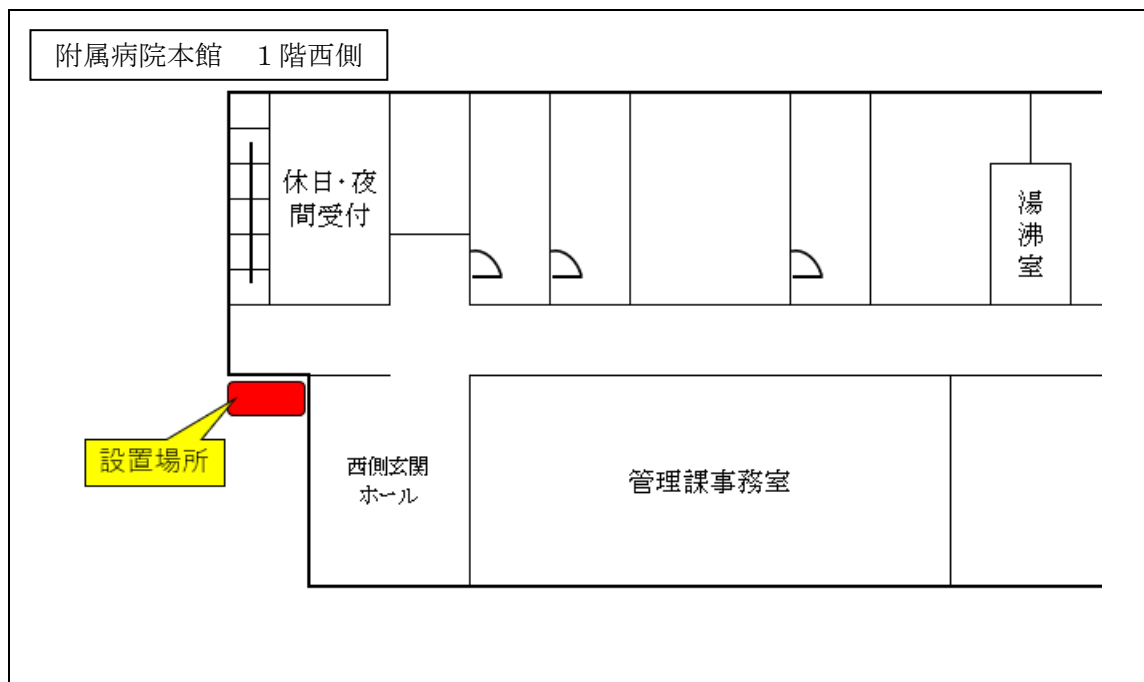 附属病院本館　１階西側
休日・夜
間受付
湯
沸
室
設置場所
西側玄関
ホール
管理課事務室